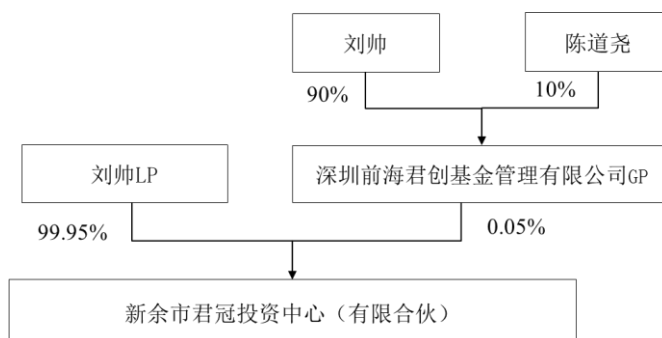 刘帅
陈道尧
90%
10%
刘帅LP
深圳前海君创基金管理有限公司GP
99.95%
0.05%
新余市君冠投资中心（有限合伙）